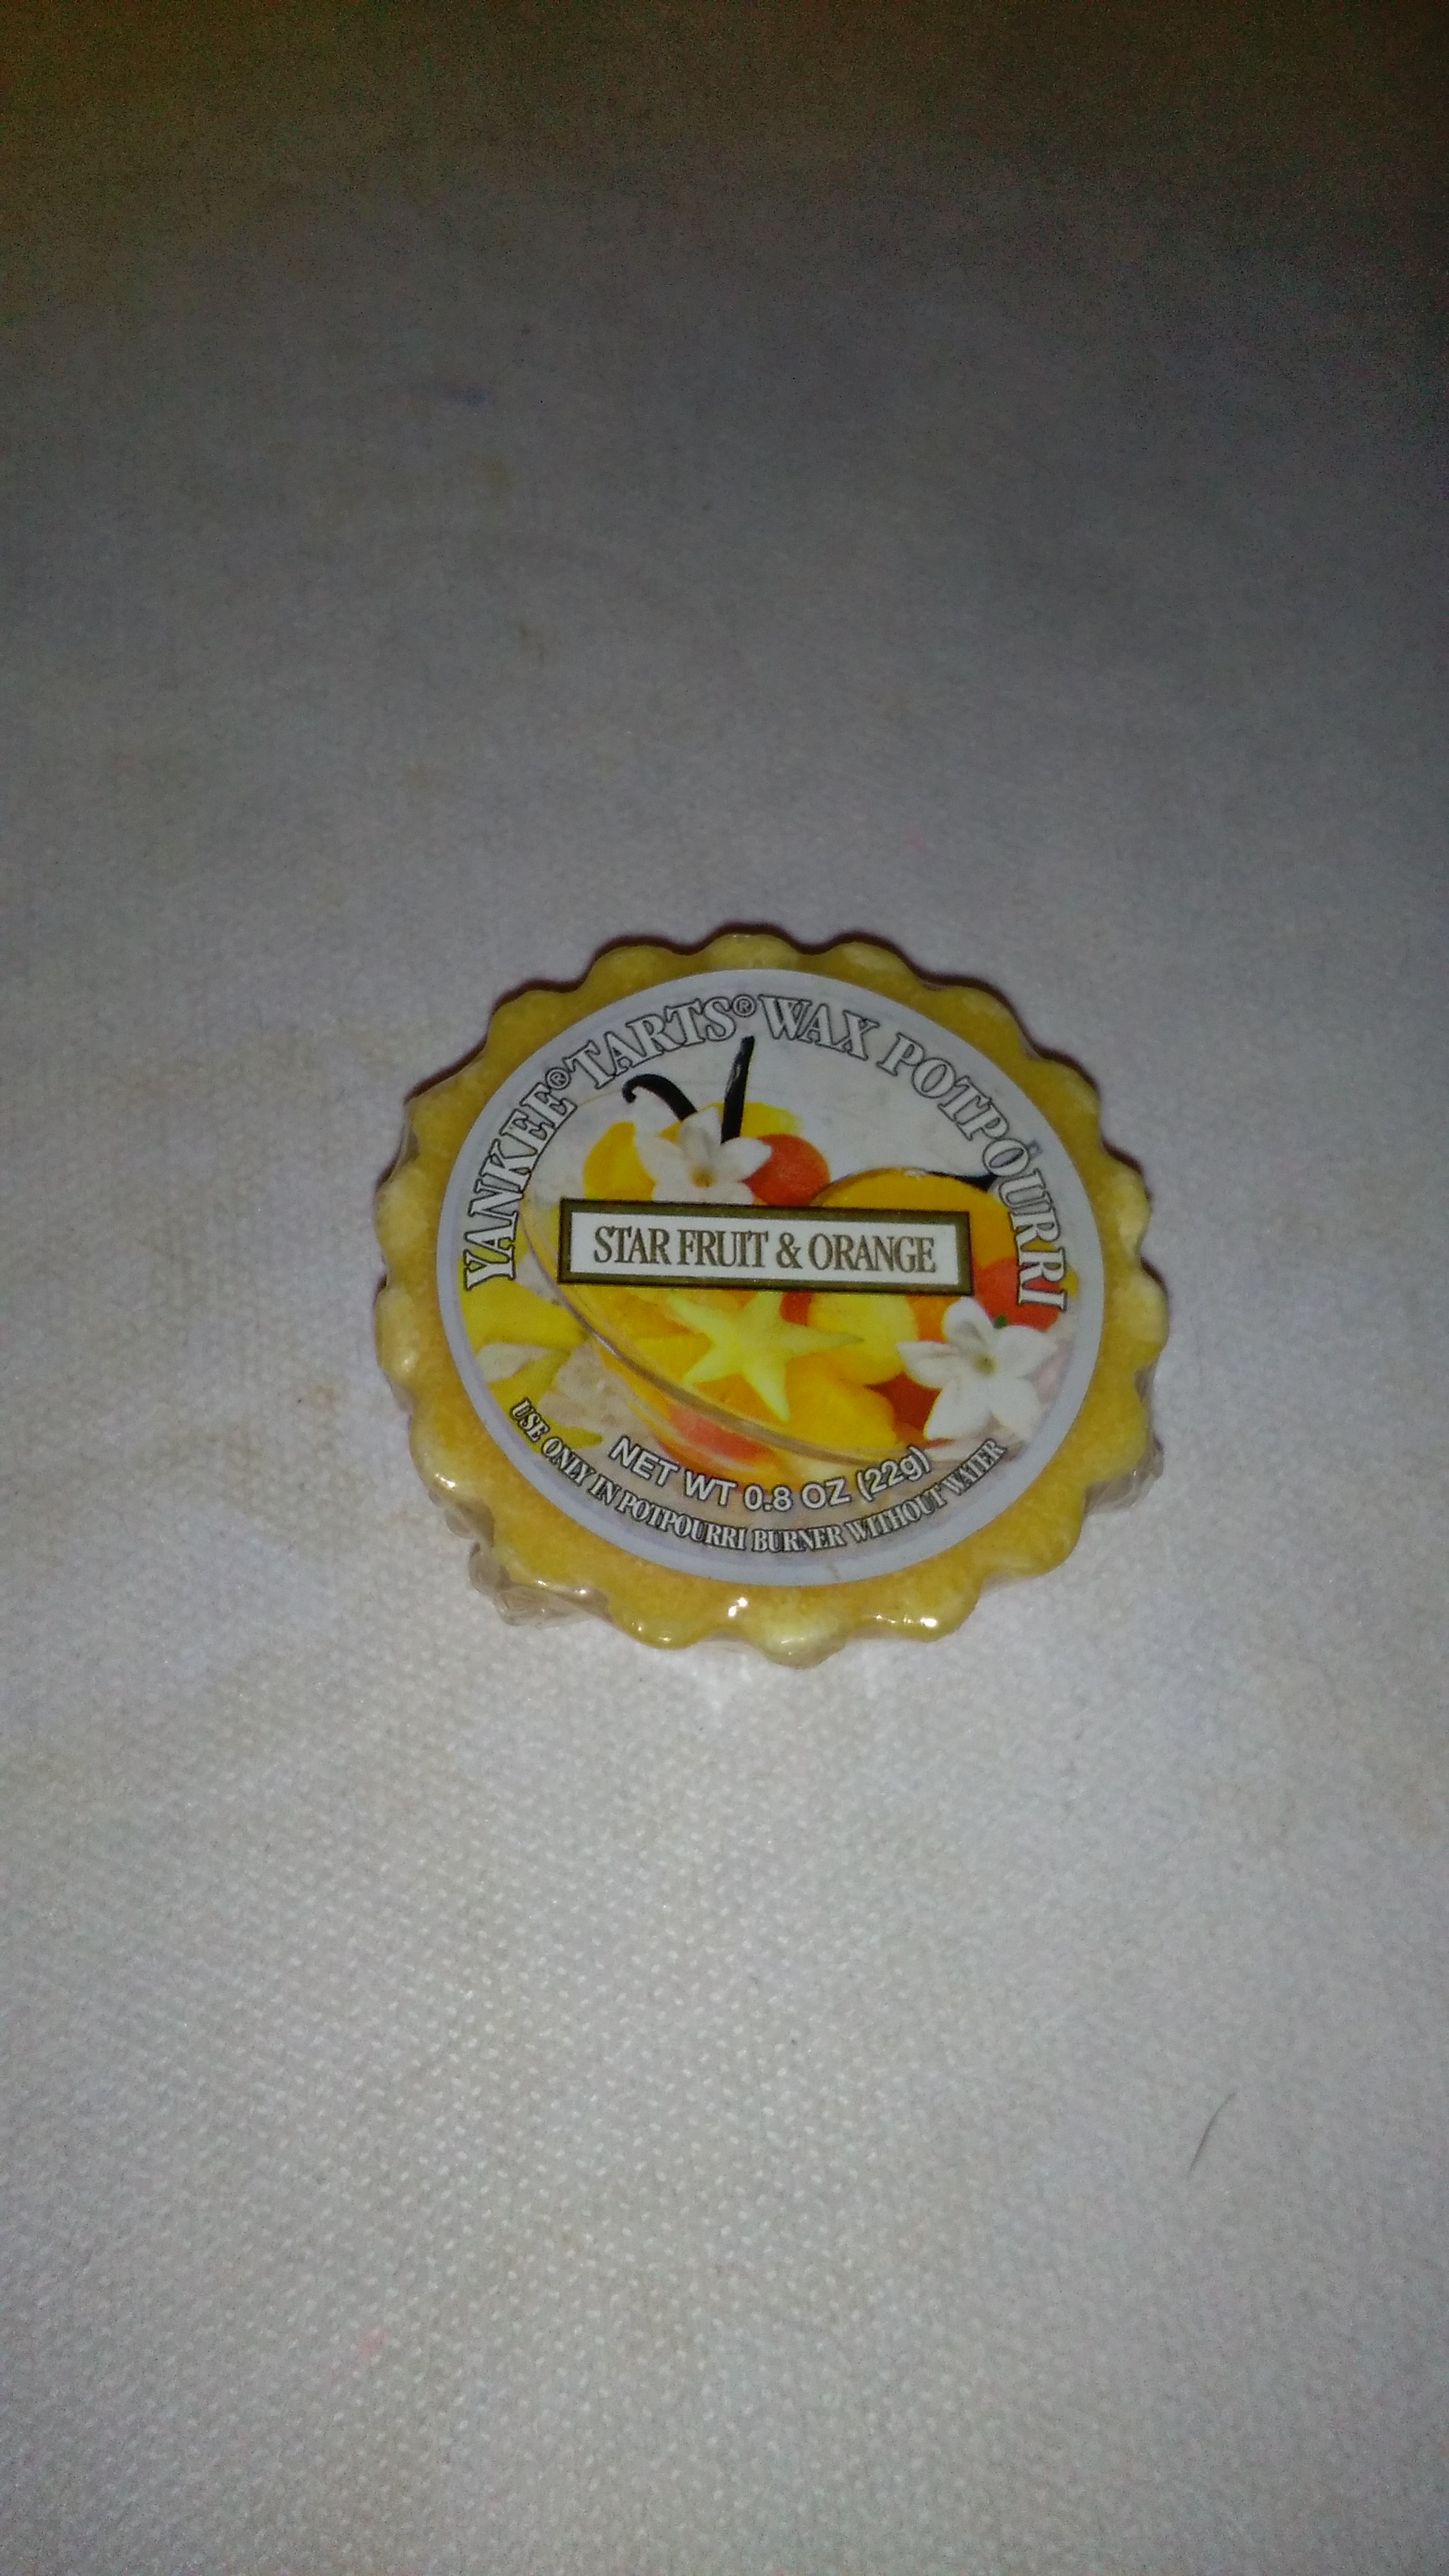 YANKEE® TARTS® WAX POTPOURRI
STAR FRUIT & ORANGE
NET WT 0.8 OZ (22g)
USE ONLY IN POTPOURRI BURNER WITHOUT WATER